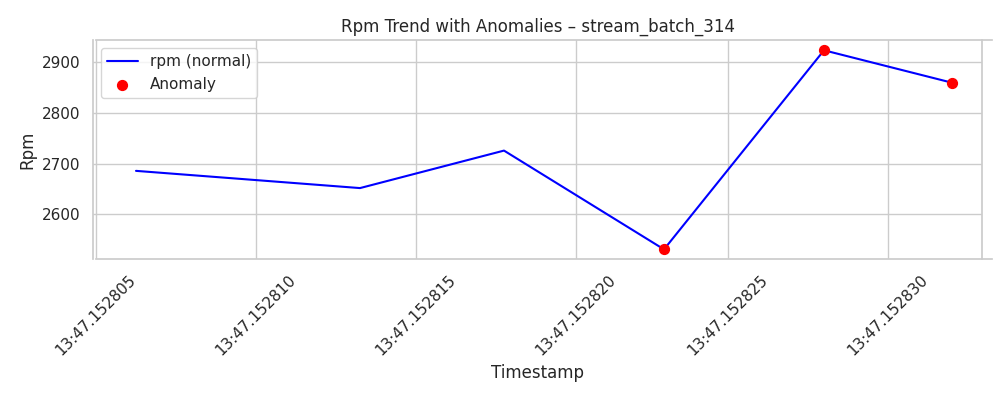 Rpm Trend with Anomalies – stream_batch_314
rpm (normal)
Anomaly
Rpm
2900
2800
2700
2600
13:47.152805
13:47.152810
13:47.152815
13:47.152820
13:47.152825
13:47.152830
Timestamp